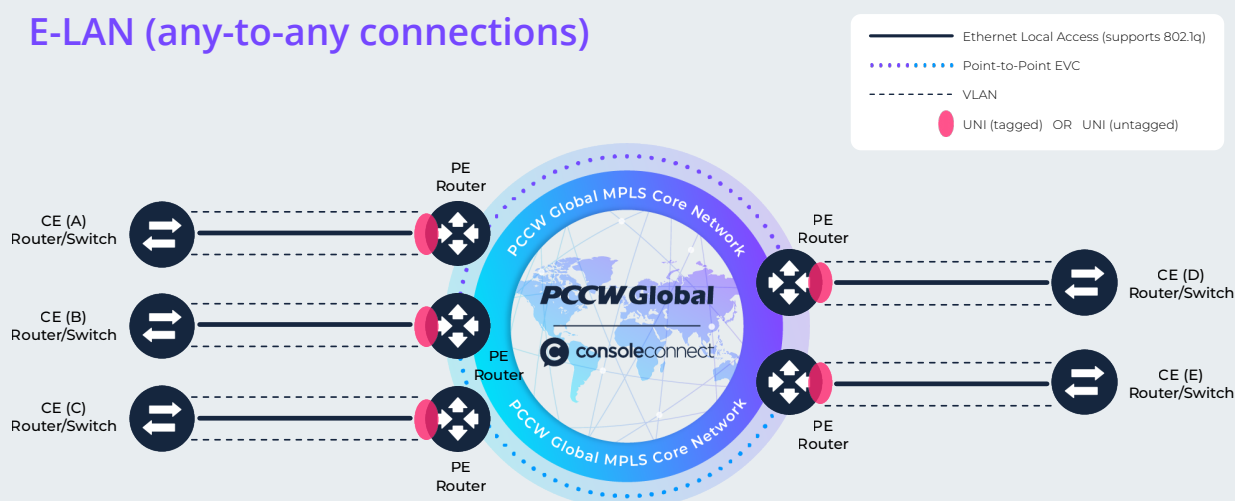 E-LAN (any-to-any connections)
Ethernet Local Access (supports 802.1q)
Point-to-Point EVC
VLAN
UNI (tagged) OR UNI (untagged)
PE
Router
CE (A)
Router/Switch
CE (B)
Router/Switch
PE
Router
CE (C)
Router/Switch
PE
Router
PCCW Global MPLS Core Network
PCCW Global
consoleconnect
PCCW Global MPLS Core Network
PE
Router
CE (D)
Router/Switch
CE (E)
Router/Switch
PE
Router